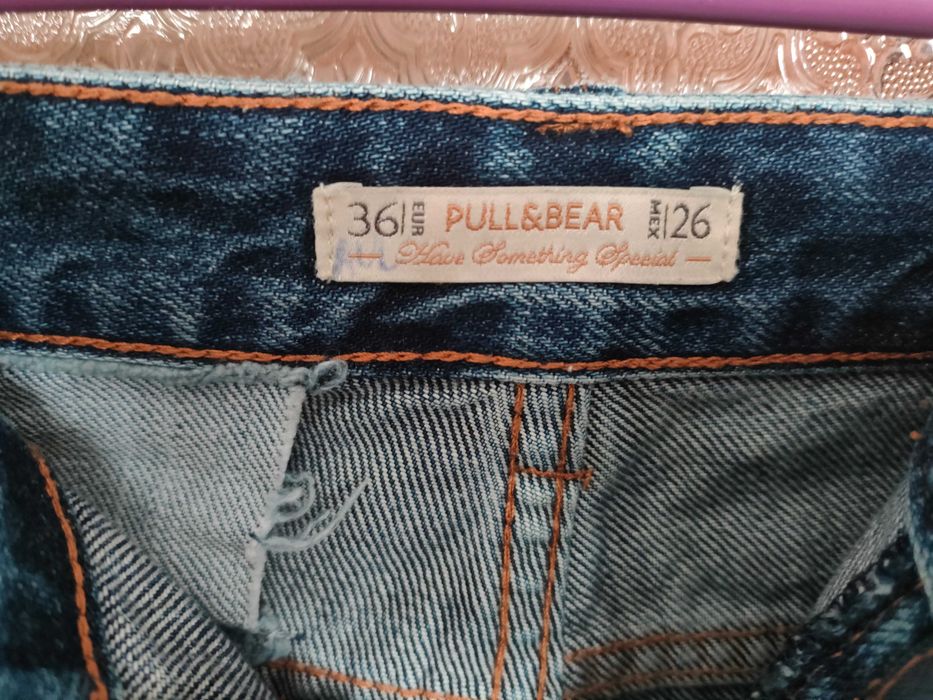 36 EUR PULL&BEAR MEX 26
Have Something Special